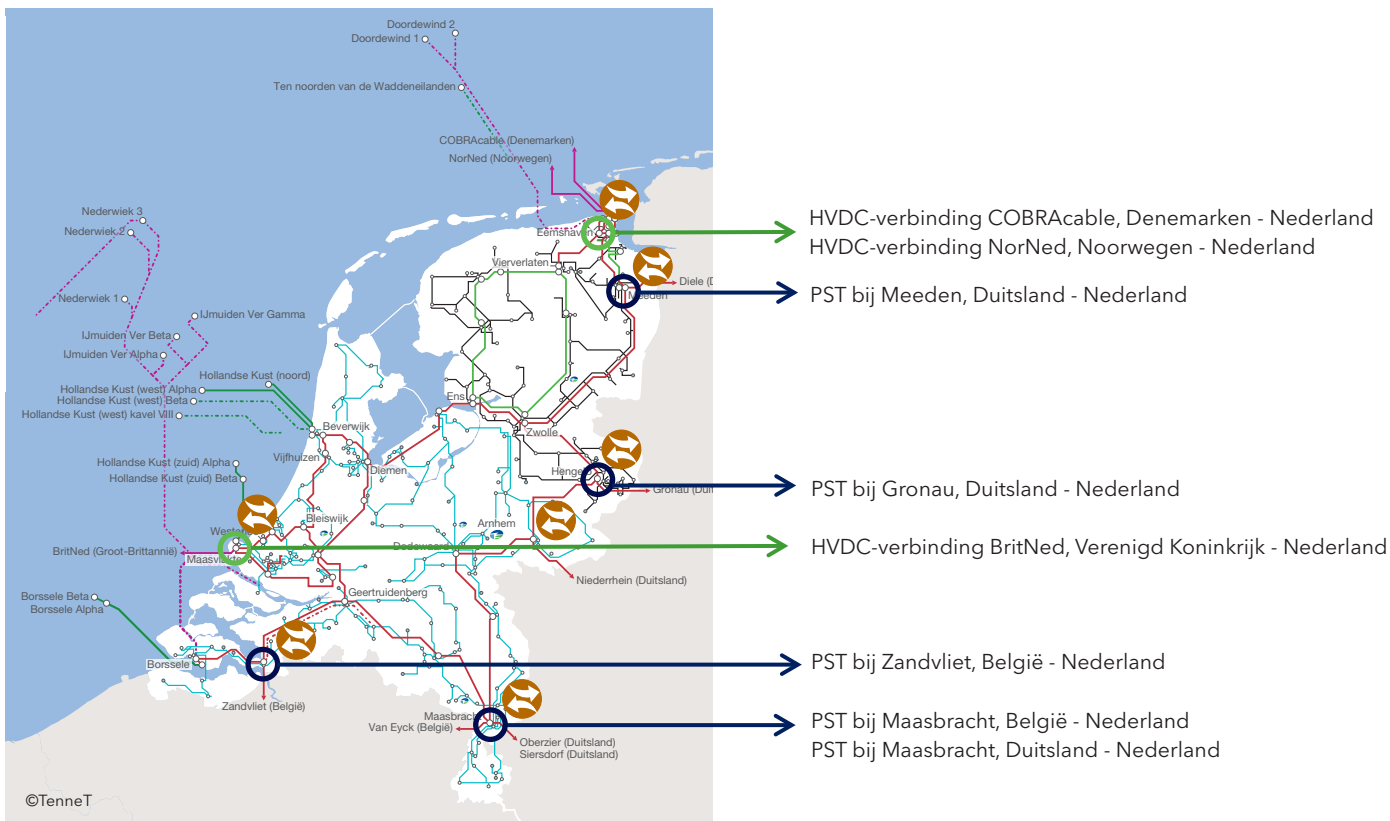 Doordewind 2
Doordewind 1
Ten noorden van de Waddeneilanden
COBRAcable (Denemarken)
NorNed (Noorwegen)
Nederwiek 3
Nederwiek 2
Eemshaven
Vierverlaten
Diele (D
Meeden
Nederwiek 1
IJmuiden Ver Gamma
IJmuiden Ver Beta
IJmuiden Ver Alpha
Hollandse Kust (noord)
Hollandse Kust (west) Alpha
Hollandse Kust (west) Beta
Hollandse Kust (west) kavel VIII
Ens
Beverwijk
Zwolle
Vijfhuizen
Diemen
Hollandse Kust (zuid) Alpha
Hollandse Kust (zuid) Beta
Hengelo
Gronau (Duit
Bleiswijk
Arnhem
BritNed (Groot-Brittannië)
Niederrhein (Duitsland)
Geertruidenberg
Borssele Beta
Borssele Alpha
Borssele
Zandvliet (België)
Maasbracht
Van Eyck (België)
Oberzier (Duitsland)
Siersdorf (Duitsland)
©TenneT
HVDC-verbinding COBRAcable, Denemarken - Nederland
HVDC-verbinding NorNed, Noorwegen - Nederland
PST bij Meeden, Duitsland - Nederland
PST bij Gronau, Duitsland - Nederland
HVDC-verbinding BritNed, Verenigd Koninkrijk - Nederland
PST bij Zandvliet, België - Nederland
PST bij Maasbracht, België - Nederland
PST bij Maasbracht, Duitsland - Nederland